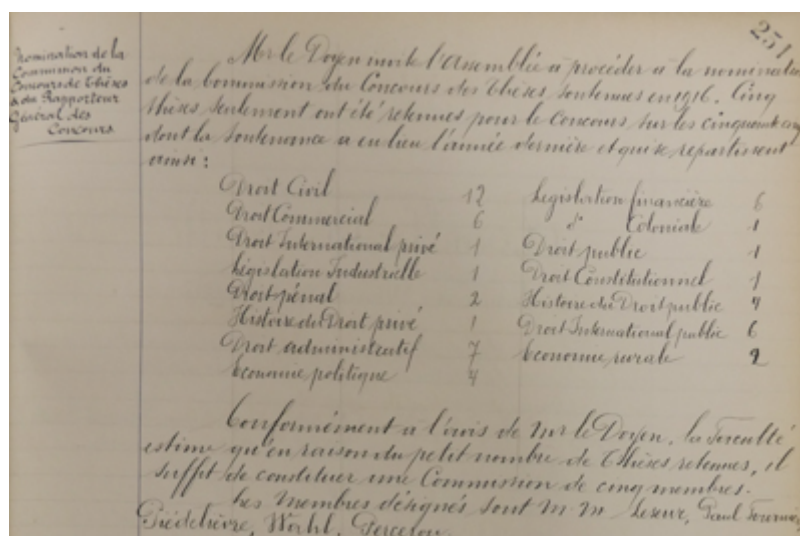 251
Nomination de la
Commission du
Concours de Thèses
& du Rapporteur
Général des
Concours
Mr le Doyen invite l'Assemblée à procéder à la nomination
de la Commission du Concours des Thèses soutenues en 1916. Cinq
thèses seulement ont été retenues pour le Concours sur les cinquante cinq
dont la soutenance a eu lieu l'année dernière et qui se répartissent
ainsi :
Droit Civil 12 Législation financière 6
Droit Commercial 6 d° Coloniale 1
Droit International privé 1 Droit public 1
Législation Industrielle 1 Droit Constitutionnel 1
Droit pénal 2 Histoire du Droit public
Histoire du Droit privé 1 Droit International public 6
Droit administratif 7 Economie rurale 2
Economie politique
Conformément à l'avis de Mr le Doyen, la Faculté
estime qu'en raison du petit nombre de Thèses retenues, il
suffit de constituer une Commission de cinq membres.
Les Membres désignés sont M.M. Leseur, Paul Fournier,
Piédelièvre, Wahl, Percerou.